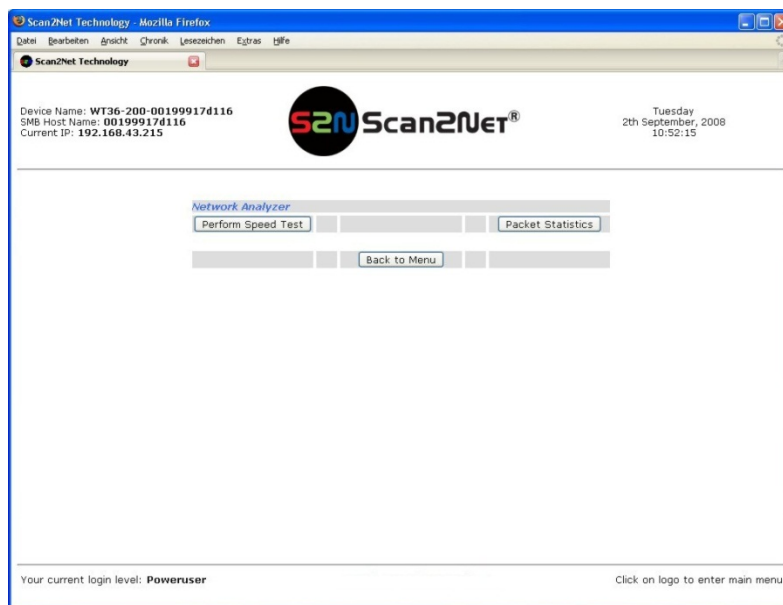 Scan2Net Technology - Mozilla Firefox
Datei Bearbeiten Ansicht Chronik Lesezeichen Extras Hilfe
Scan2Net Technology
Device Name: WT36-200-00199917d116
SMB Host Name: 00199917d116
Current IP: 192.168.43.215
S2N Scan2Net®
Tuesday
2th September, 2008
10:52:15
Network Analyzer
Perform Speed Test Packet Statistics
Back to Menu
Your current login level: Poweruser
Click on logo to enter main menu